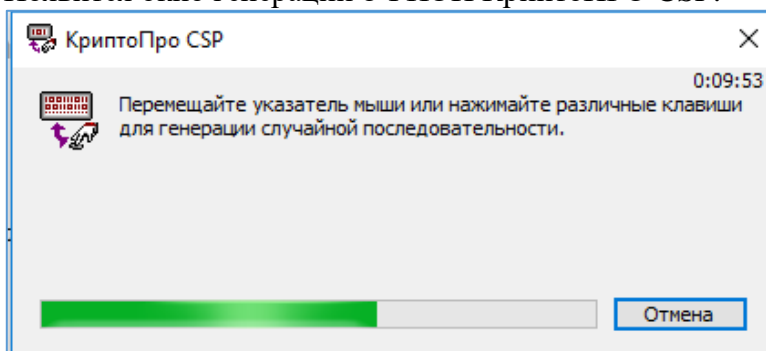 КриптоПро CSP
0:09:53
Перемещайте указатель мыши или нажимайте различные клавиши
для генерации случайной последовательности.
Отмена